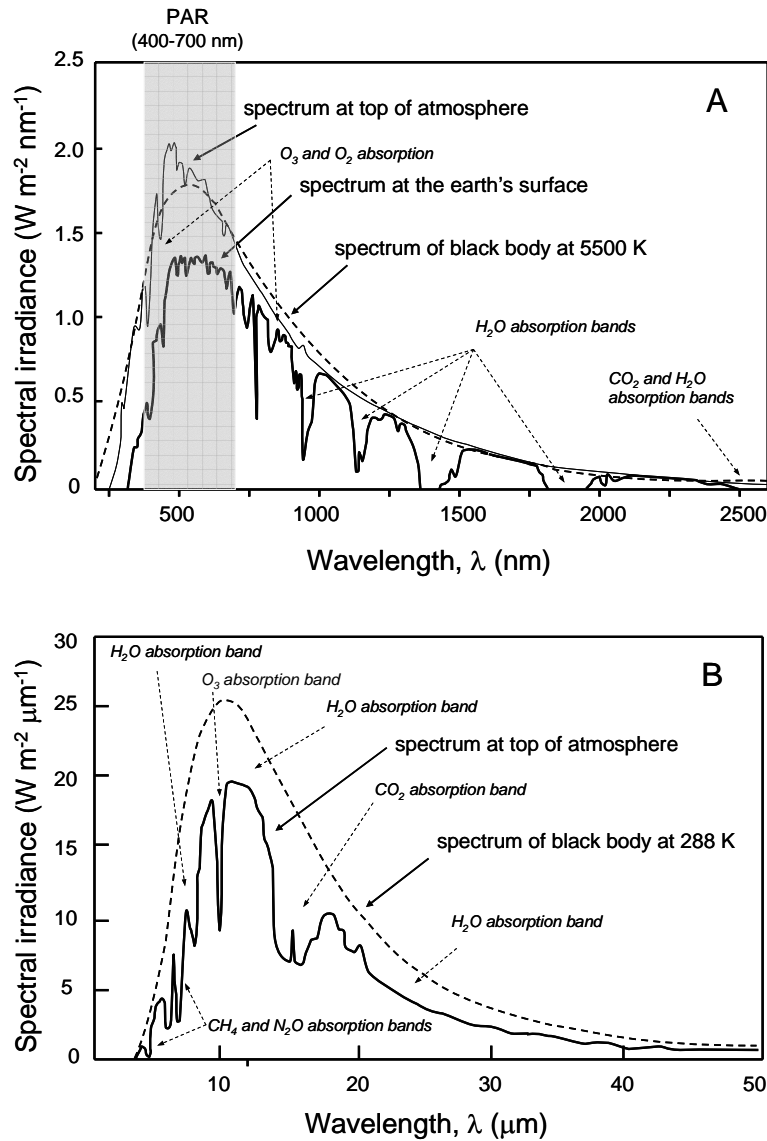 PAR
(400-700 nm)
2.5
2.0
1.5
1.0
0.5
0
Spectral irradiance (W m-2 nm-1)
A
spectrum at top of atmosphere
O3 and O2 absorption
spectrum at the earth's surface
spectrum of black body at 5500 K
H2O absorption bands
CO2 and H2O
absorption bands
500
1000
1500
2000
2500
Wavelength, λ (nm)
30
25
20
15
10
5
0
Spectral irradiance (W m-2 μm-1)
B
H2O absorption band
O3 absorption band
H2O absorption band
spectrum at top of atmosphere
CO2 absorption band
spectrum of black body at 288 K
H2O absorption band
CH4 and N2O absorption bands
10
20
30
40
50
Wavelength, λ (μm)